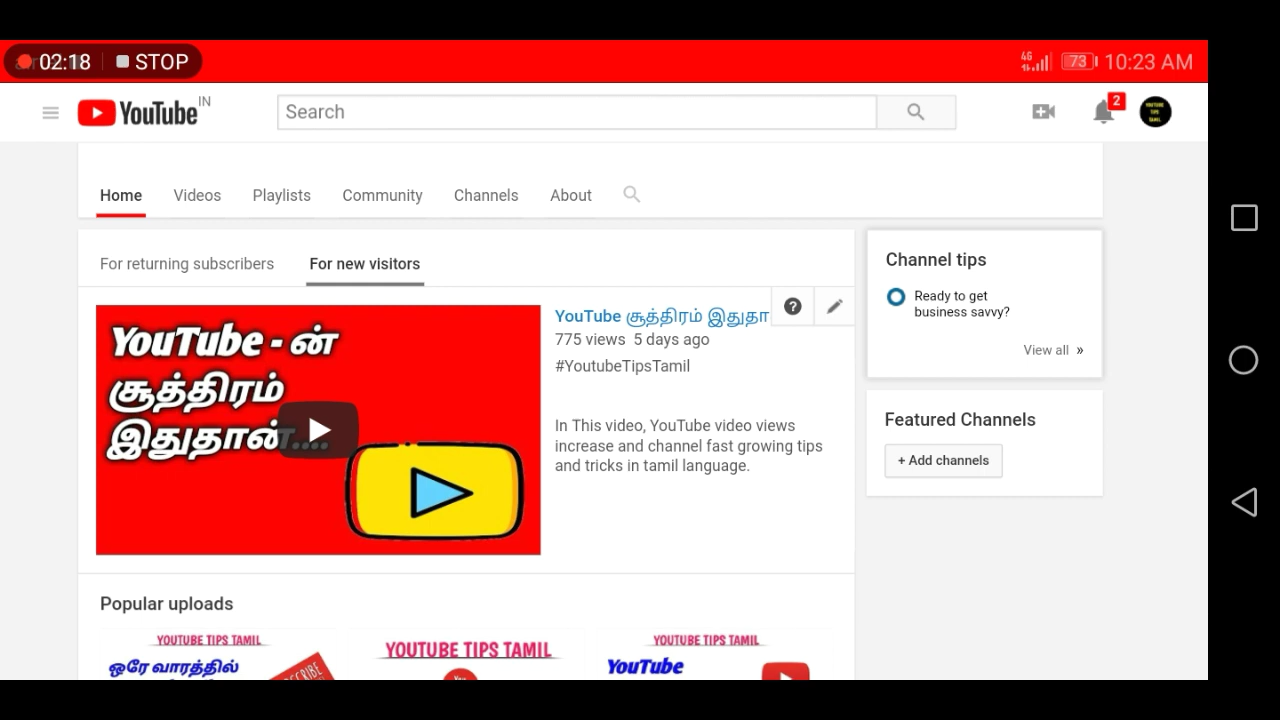 02:18 STOP 4G 73 10:23 AM
YouTube IN Search 2
Home Videos Playlists Community Channels About
For returning subscribers For new visitors
YouTube - ன்
சூத்திரம்
இதுதான்....
YouTube சூத்திரம் இதுதா
775 views 5 days ago
#YoutubeTipsTamil
In This video, YouTube video views
increase and channel fast growing tips
and tricks in tamil language.
Channel tips
Ready to get
business savvy?
View all »
Featured Channels
+ Add channels
Popular uploads
YOUTUBE TIPS TAMIL
ஒரே வாரத்தில்
YOUTUBE TIPS TAMIL
You
YOUTUBE TIPS TAMIL
YouTube